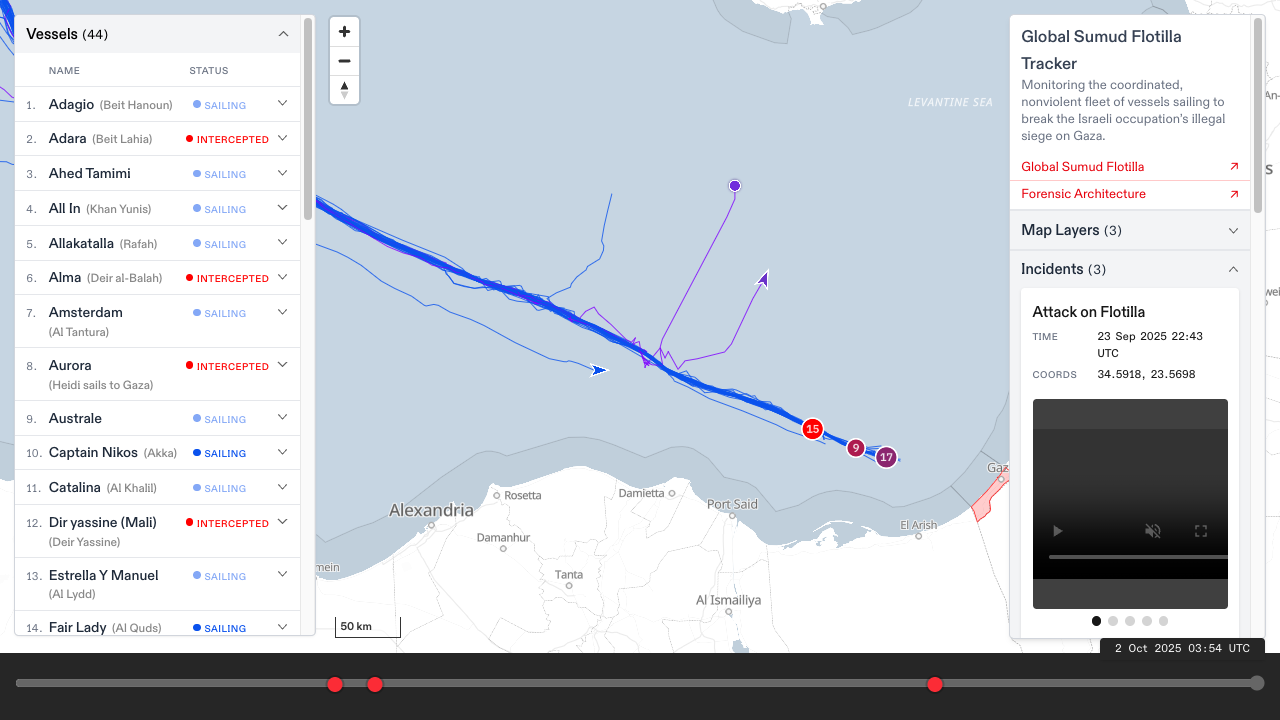 Vessels (44)
NAME STATUS
1. Adagio (Beit Hanoun) SAILING
2. Adara (Beit Lahia) INTERCEPTED
3. Ahed Tamimi SAILING
4. All In (Khan Yunis) SAILING
5. Allakatalla (Rafah) SAILING
6. Alma (Deir al-Balah) INTERCEPTED
7. Amsterdam SAILING
(Al Tantura)
8. Aurora INTERCEPTED
(Heidi sails to Gaza)
9. Australe SAILING
10. Captain Nikos (Akka) SAILING
11. Catalina (Al Khalil) SAILING
12. Dir yassine (Mali) INTERCEPTED
(Deir Yassine)
13. Estrella Y Manuel SAILING
(Al Lydd)
14. Fair Lady (Al Quds) SAILING
LEVANTINE SEA
15
9
17
Alexandria
Rosetta
Damietta
Port Said
Damanhur
El Arish
Tanta
Al Ismailiya
mein
Gaz
50 km
Global Sumud Flotilla
Tracker
Monitoring the coordinated,
nonviolent fleet of vessels sailing to
break the Israeli occupation's illegal
siege on Gaza.
Global Sumud Flotilla
Forensic Architecture
Map Layers (3)
Incidents (3)
Attack on Flotilla
TIME 23 Sep 2025 22:43
UTC
COORDS 34.5918, 23.5698
2 Oct 2025 03:54 UTC